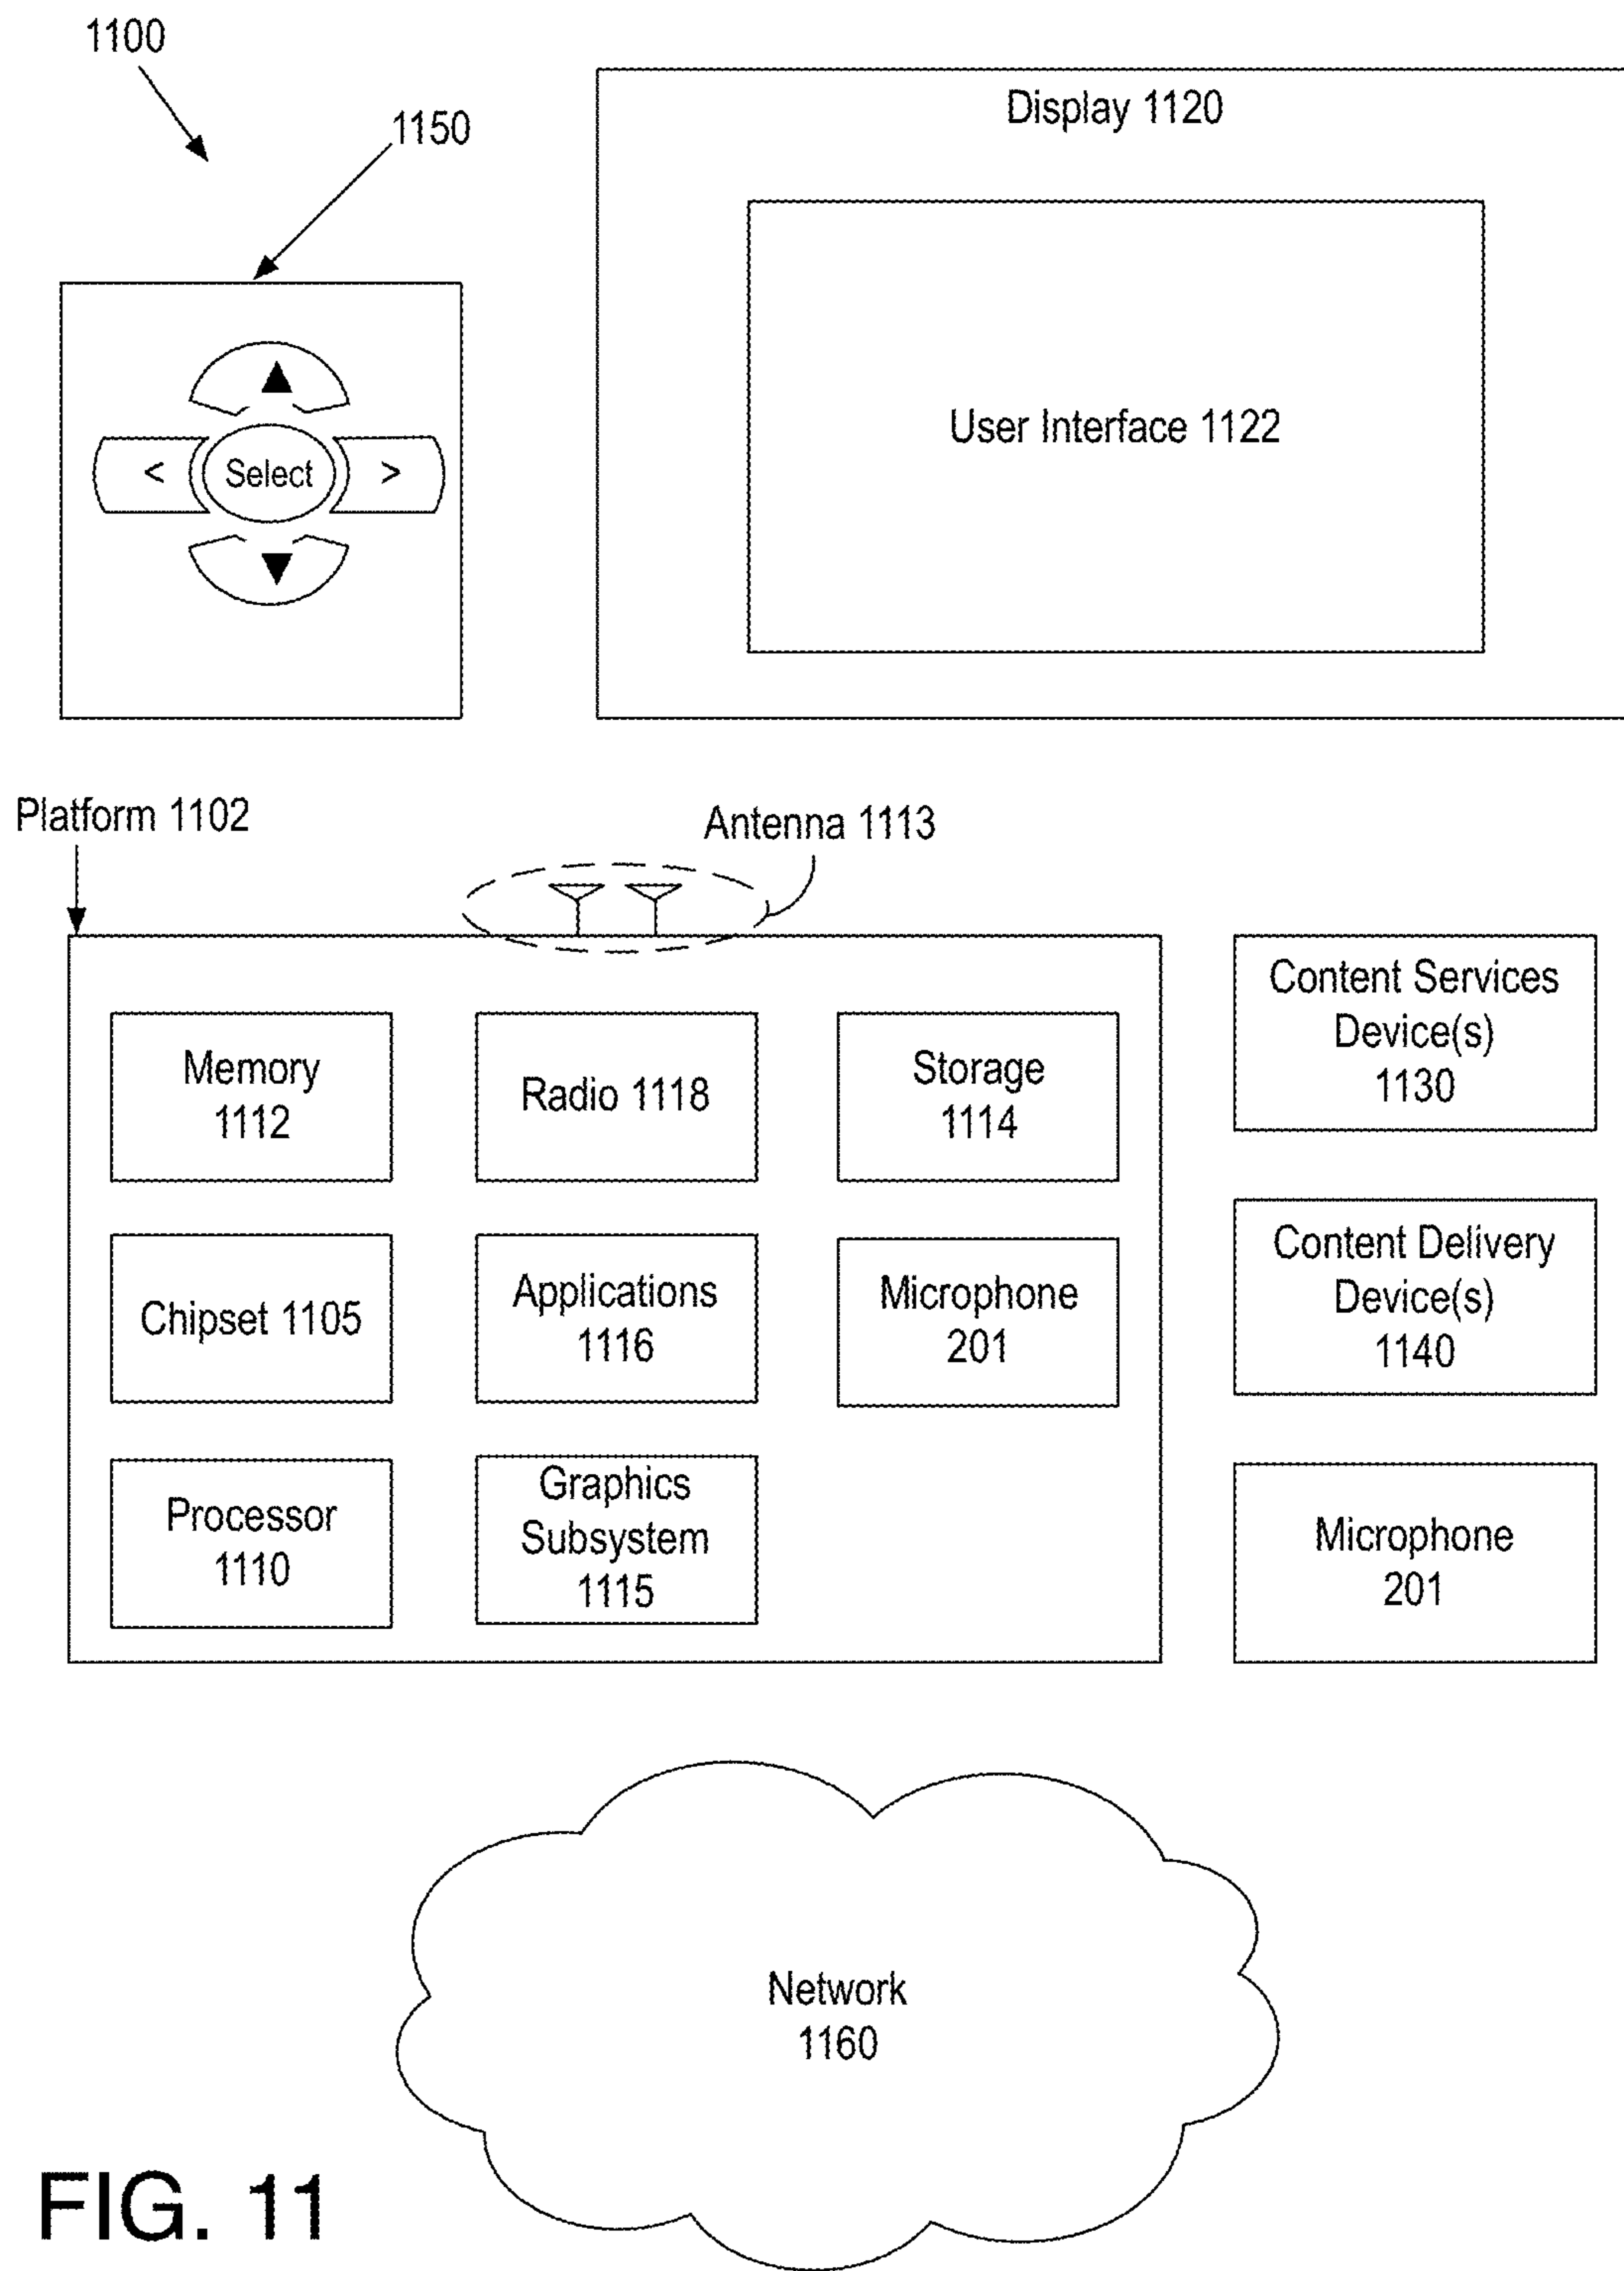 1100
1150
Display 1120
User Interface 1122
<
Select
>
Platform 1102
Antenna 1113
Memory
1112
Radio 1118
Storage
1114
Chipset 1105
Applications
1116
Microphone
201
Processor
1110
Graphics
Subsystem
1115
Content Services
Device(s)
1130
Content Delivery
Device(s)
1140
Microphone
201
Network
1160
FIG. 11